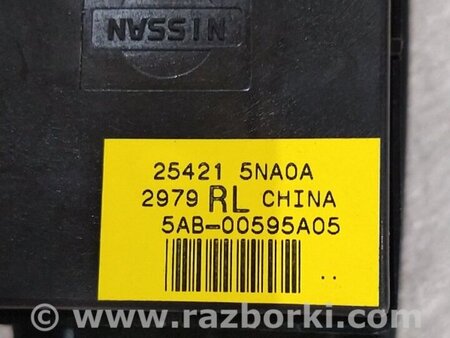 NISSAN
25421 5NA0A
2979 RL CHINA
5AB-00595A05
www.razborki.com